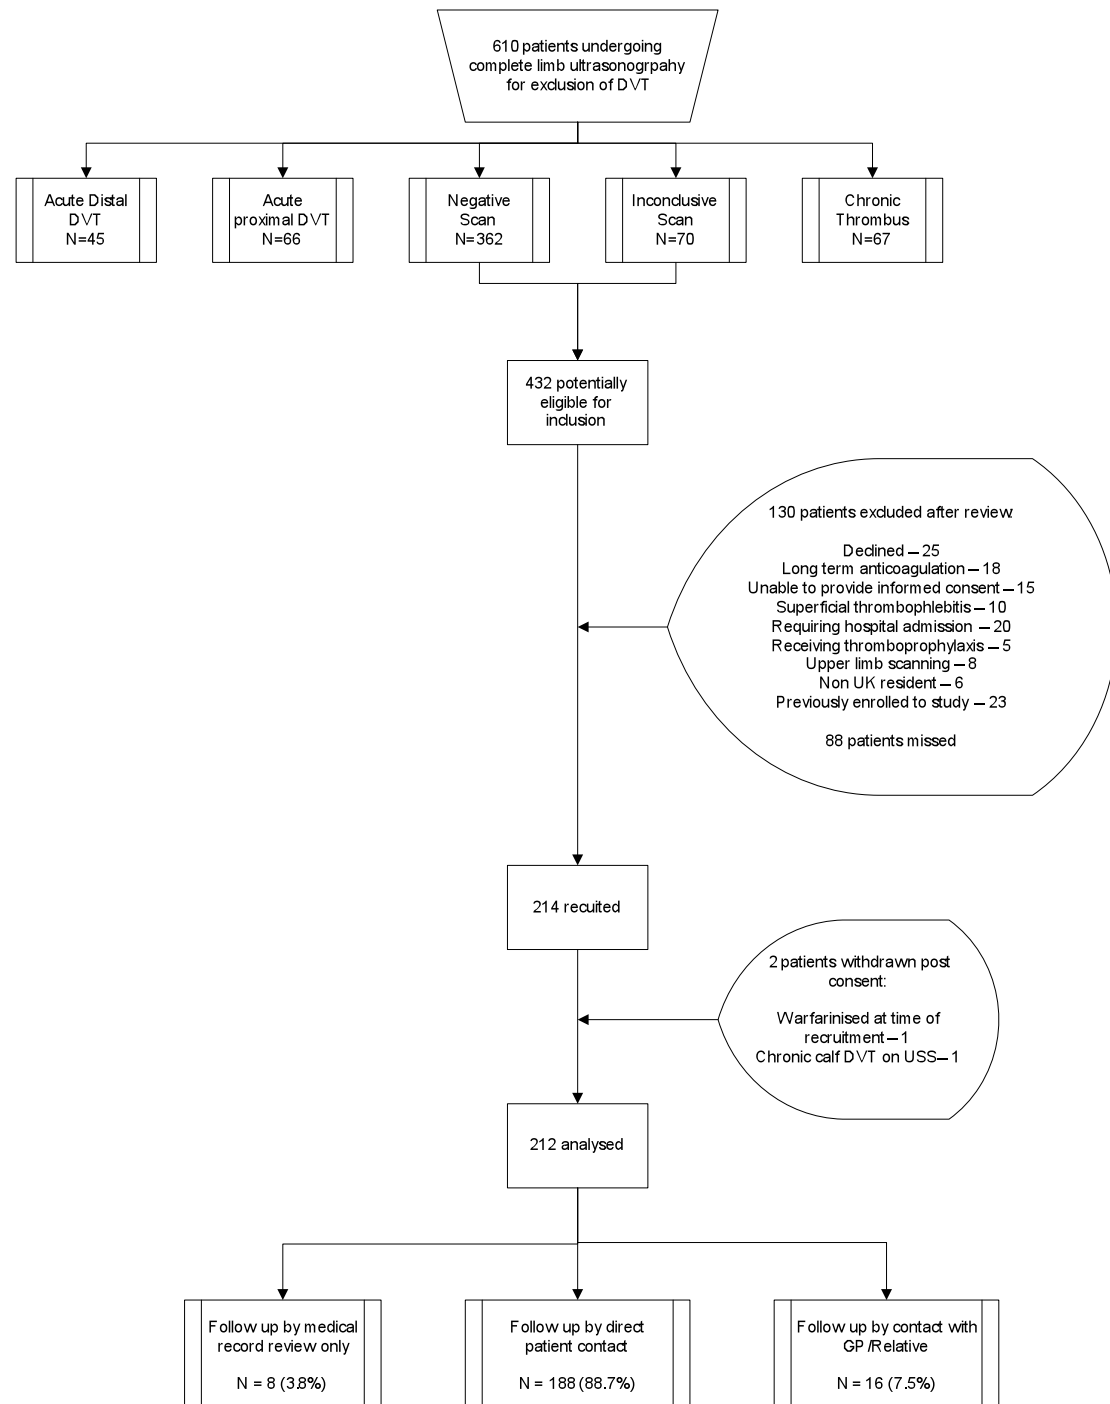 610 patients undergoing
complete limb ultrasonogrpahy
for exclusion of DVT
Acute Distal
DVT
N=45
Acute
proximal DVT
N=66
Negative
Scan
N=362
Inconclusive
Scan
N=70
Chronic
Thrombus
N=67
432 potentially
eligible for
inclusion
130 patients excluded after review:
Declined – 25
Long term anticoagulation – 18
Unable to provide informed consent – 15
Superficial thrombophlebitis – 10
Requiring hospital admission – 20
Receiving thromboprophylaxis – 5
Upper limb scanning – 8
Non UK resident – 6
Previously enrolled to study – 23
88 patients missed
214 recuited
2 patients withdrawn post
consent:
Warfarinised at time of
recruitment – 1
Chronic calf DVT on USS – 1
212 analysed
Follow up by medical
record review only
N = 8 (3.8%)
Follow up by direct
patient contact
N = 188 (88.7%)
Follow up by contact with
GP/Relative
N = 16 (7.5%)